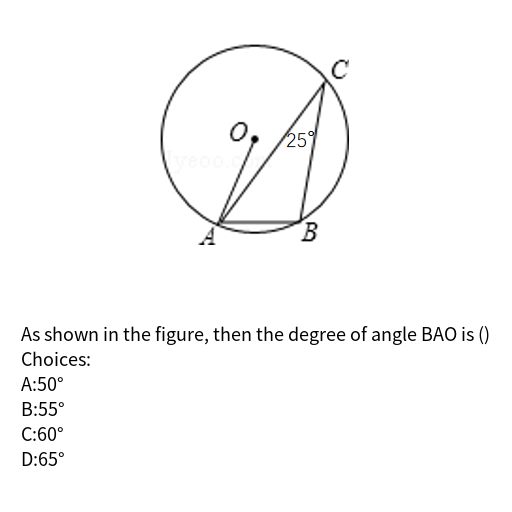 C
O
25°
A
B
As shown in the figure, then the degree of angle BAO is ()
Choices:
A:50°
B:55°
C:60°
D:65°